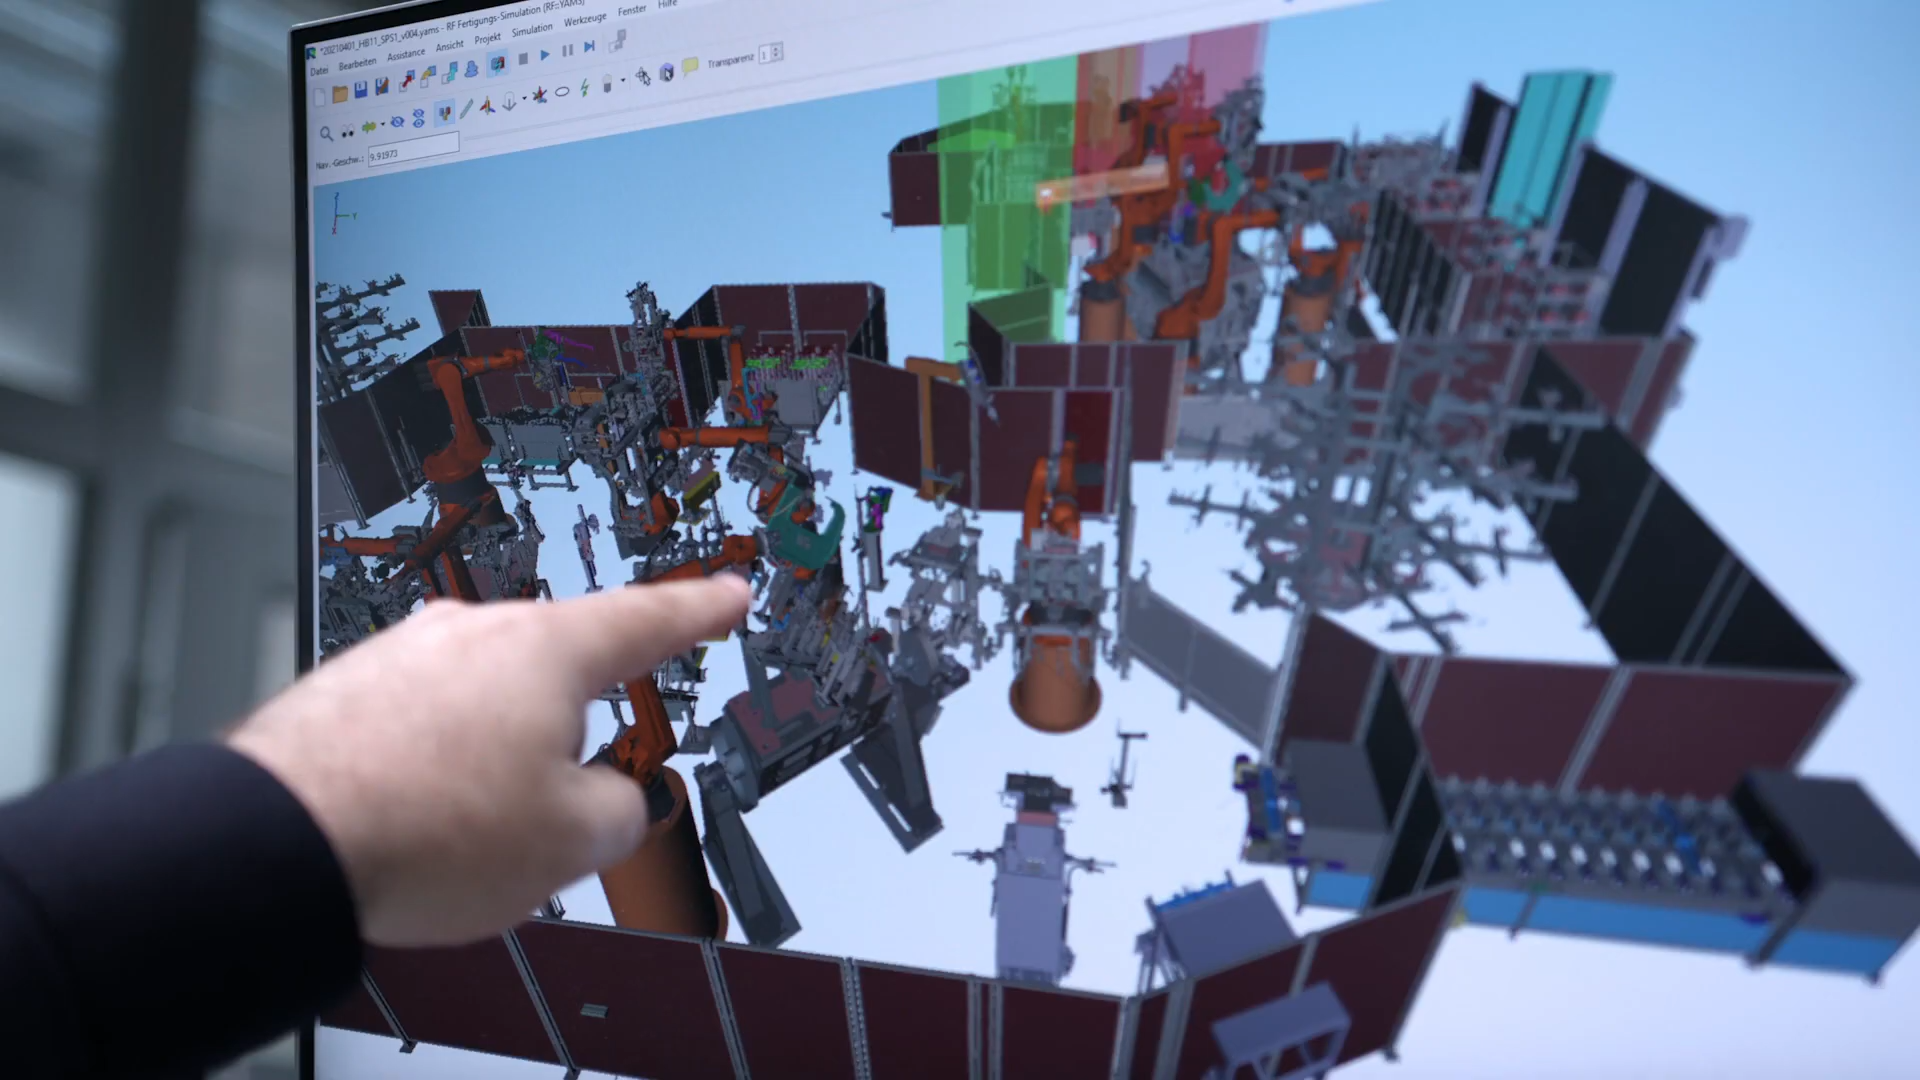 *20210401_HB11_SPS1_v004.yams - RF Fertigungs-Simulation (RF::YAMS)
Datei Bearbeiten Assistance Ansicht Projekt Simulation Werkzeuge Fenster Hilfe
Transparenz 1
Nav.-Geschw.: 9.91973